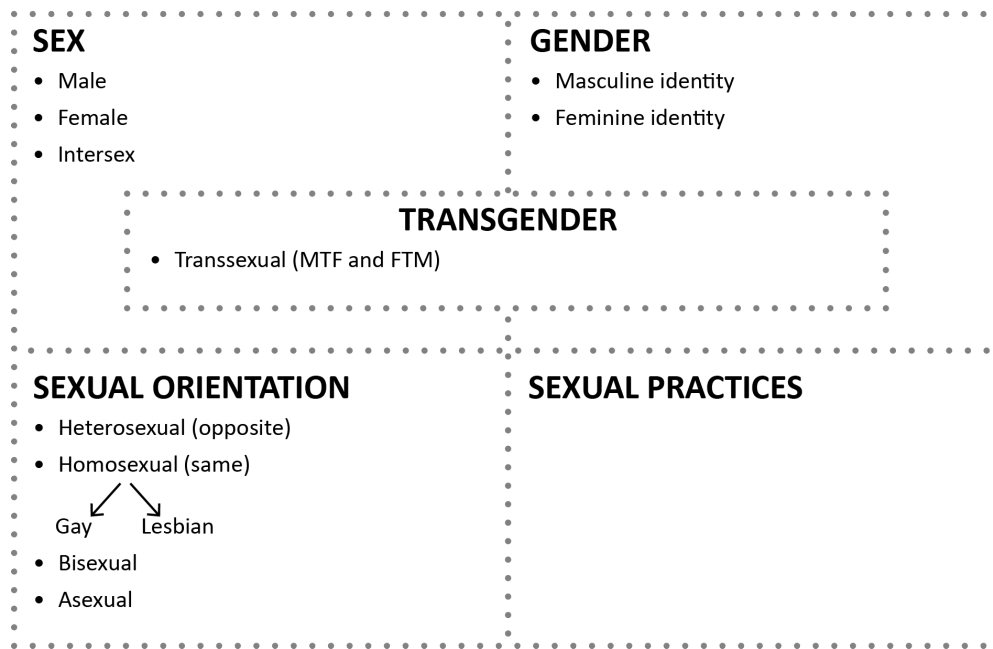 SEX
• Male
• Female
• Intersex
GENDER
• Masculine identity
• Feminine identity
TRANSGENDER
• Transsexual (MTF and FTM)
SEXUAL ORIENTATION
• Heterosexual (opposite)
• Homosexual (same)
Gay Lesbian
• Bisexual
• Asexual
SEXUAL PRACTICES